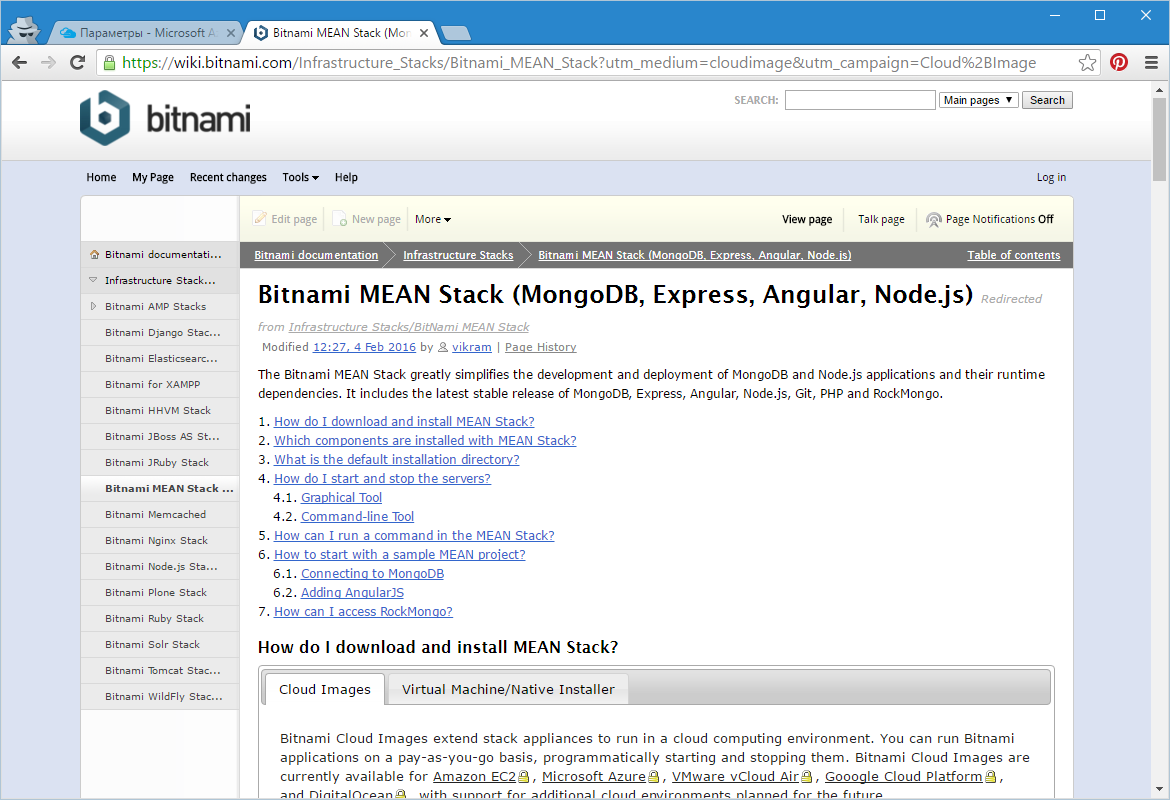 Параметры - Microsoft A
Bitnami MEAN Stack (Mon
https://wiki.bitnami.com/Infrastructure_Stacks/Bitnami_MEAN_Stack?utm_medium=cloudimage&utm_campaign=Cloud%2BImage
bitnami
SEARCH: Main pages Search
Home My Page Recent changes Tools Help Log in
Edit page New page More View page Talk page Page Notifications Off
Bitnami documentation Infrastructure Stacks Bitnami MEAN Stack (MongoDB, Express, Angular, Node.js) Table of contents
Bitnami documentati...
Infrastructure Stack...
Bitnami AMP Stacks
Bitnami Django Stac...
Bitnami Elasticsearc...
Bitnami for XAMPP
Bitnami HHVM Stack
Bitnami JBoss AS St...
Bitnami JRuby Stack
Bitnami MEAN Stack ...
Bitnami Memcached
Bitnami Nginx Stack
Bitnami Node.js Sta...
Bitnami Plone Stack
Bitnami Ruby Stack
Bitnami Solr Stack
Bitnami Tomcat Stac...
Bitnami WildFly Stac...
Bitnami MEAN Stack (MongoDB, Express, Angular, Node.js) Redirected
from Infrastructure Stacks/BitNami MEAN Stack
Modified 12:27, 4 Feb 2016 by vikram | Page History
The Bitnami MEAN Stack greatly simplifies the development and deployment of MongoDB and Node.js applications and their runtime
dependencies. It includes the latest stable release of MongoDB, Express, Angular, Node.js, Git, PHP and RockMongo.
1. How do I download and install MEAN Stack?
2. Which components are installed with MEAN Stack?
3. What is the default installation directory?
4. How do I start and stop the servers?
4.1. Graphical Tool
4.2. Command-line Tool
5. How can I run a command in the MEAN Stack?
6. How to start with a sample MEAN project?
6.1. Connecting to MongoDB
6.2. Adding AngularJS
7. How can I access RockMongo?
How do I download and install MEAN Stack?
Cloud Images Virtual Machine/Native Installer
Bitnami Cloud Images extend stack appliances to run in a cloud computing environment. You can run Bitnami
applications on a pay-as-you-go basis, programmatically starting and stopping them. Bitnami Cloud Images are
currently available for Amazon EC2, Microsoft Azure, VMware vCloud Air, Gooogle Cloud Platform,
and DigitalOcean, with support for additional cloud environments planned for the future.